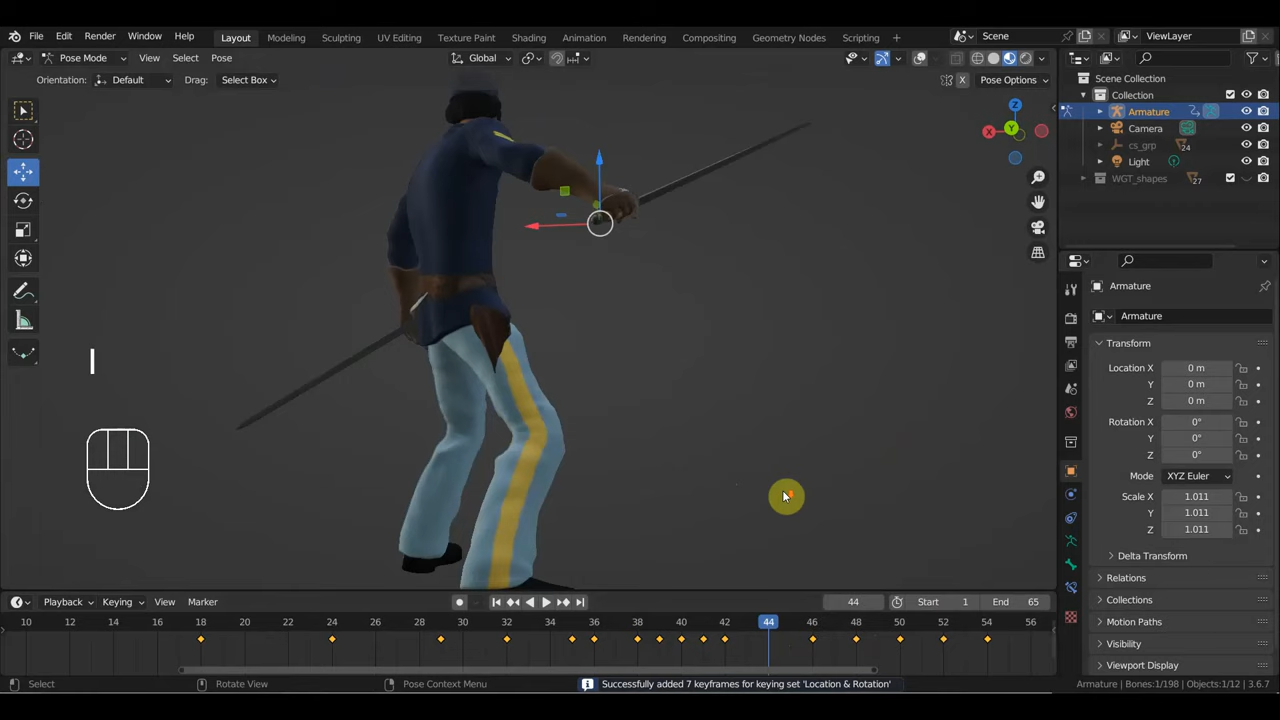 File Edit Render Window Help Layout Modeling Sculpting UV Editing Texture Paint Shading Animation Rendering Compositing Geometry Nodes Scripting + Scene ViewLayer
Pose Mode View Select Pose Global
Orientation: Default Drag: Select Box X Pose Options
Scene Collection
Collection
Armature
Camera
cs_grp 24
Light
WGT_shapes 27
Z
X Y
I
Armature
Armature
Transform
Location X 0 m
Y 0 m
Z 0 m
Rotation X 0°
Y 0°
Z 0°
Mode XYZ Euler
Scale X 1.011
Y 1.011
Z 1.011
Delta Transform
Relations
Collections
Motion Paths
Visibility
Viewport Display
Playback Keying View Marker 44 Start 1 End 65
10 12 14 16 18 20 22 24 26 28 30 32 34 36 38 40 42 44 46 48 50 52 54 56
Select Rotate View Pose Context Menu Successfully added 7 keyframes for keying set 'Location & Rotation' Armature | Bones:1/198 | Objects:1/12 | 3.6.7